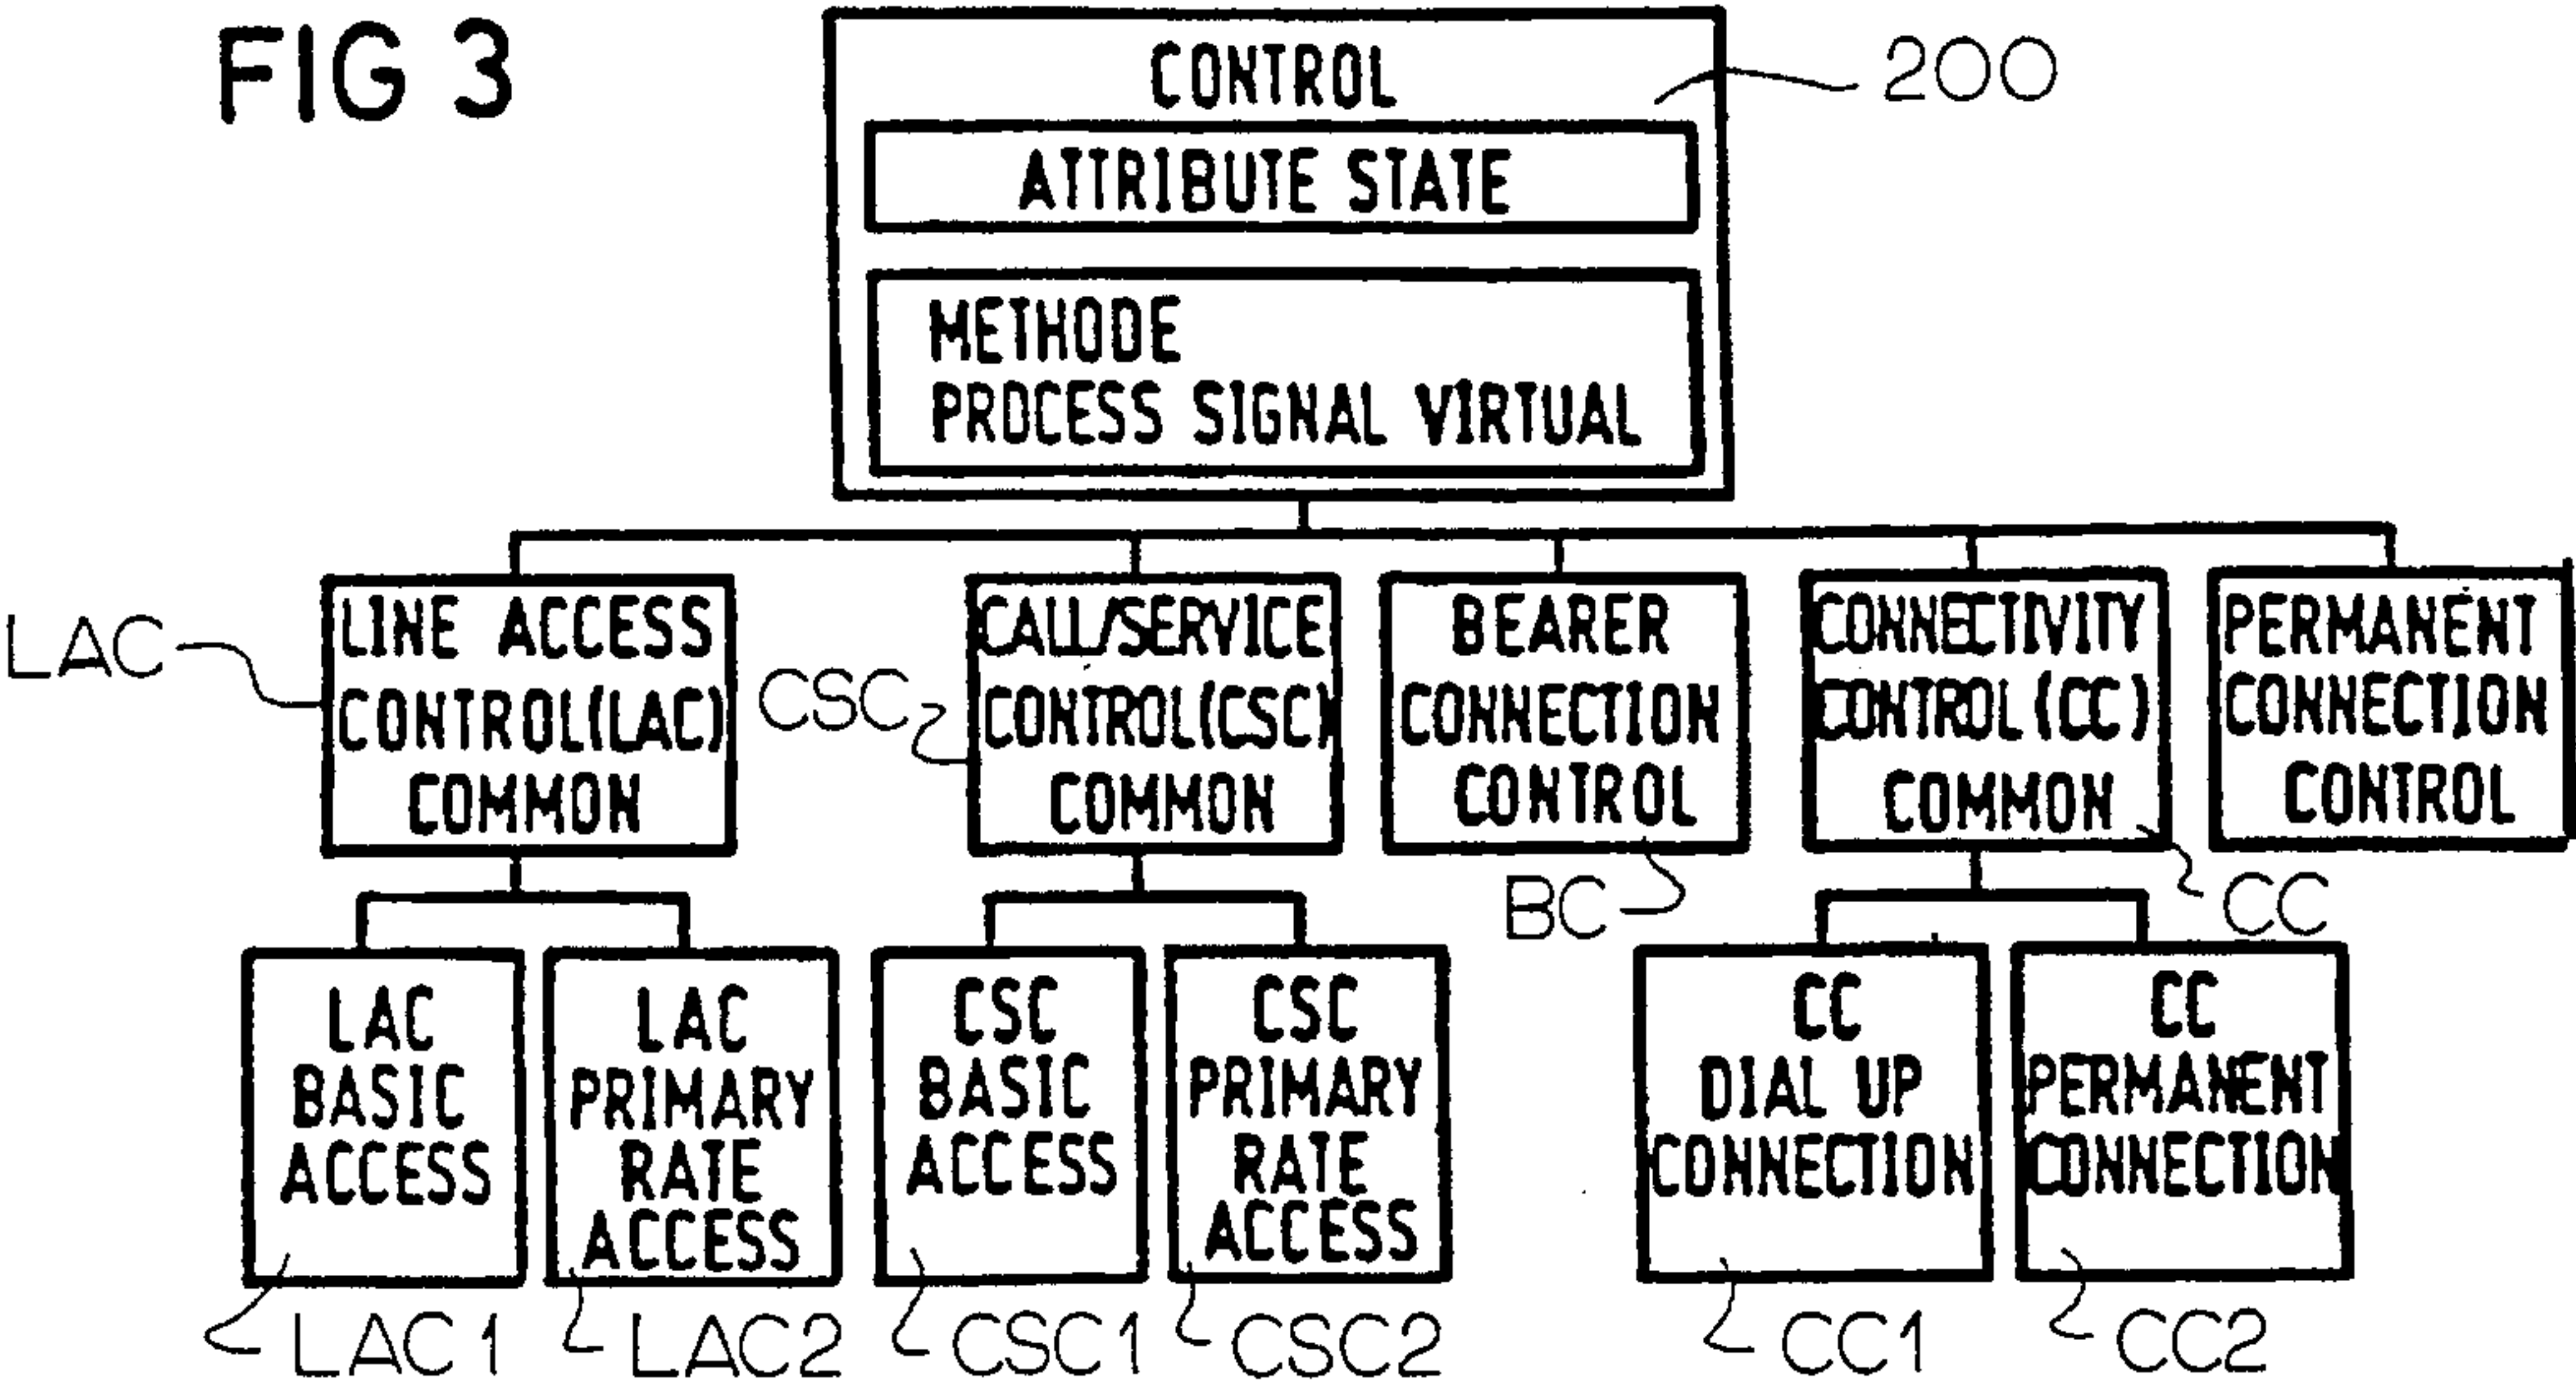 FIG 3
CONTROL
200
ATTRIBUTE STATE
METHODE
PROCESS SIGNAL VIRTUAL
LAC
LINE ACCESS
CONTROL(LAC)
COMMON
CSC
CALL/SERVICE
CONTROL(CSC)
COMMON
BEARER
CONNECTION
CONTROL
BC
CONNECTIVITY
CONTROL(CC)
COMMON
CC
PERMANENT
CONNECTION
CONTROL
LAC
BASIC
ACCESS
LAC1
LAC
PRIMARY
RATE
ACCESS
LAC2
CSC
BASIC
ACCESS
CSC1
CSC
PRIMARY
RATE
ACCESS
CSC2
CC
DIAL UP
CONNECTION
CC1
CC
PERMANENT
CONNECTION
CC2